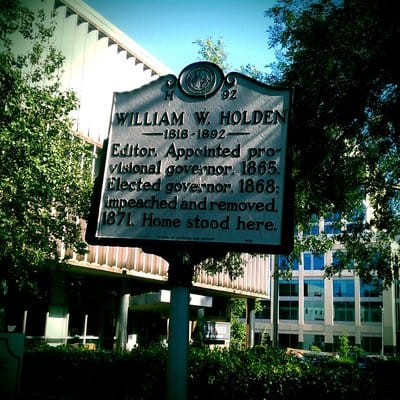 H 92
WILLIAM W. HOLDEN
1818-1892
Editor. Appointed pro-
visional governor, 1865.
Elected governor, 1868;
impeached and removed,
1871. Home stood here.